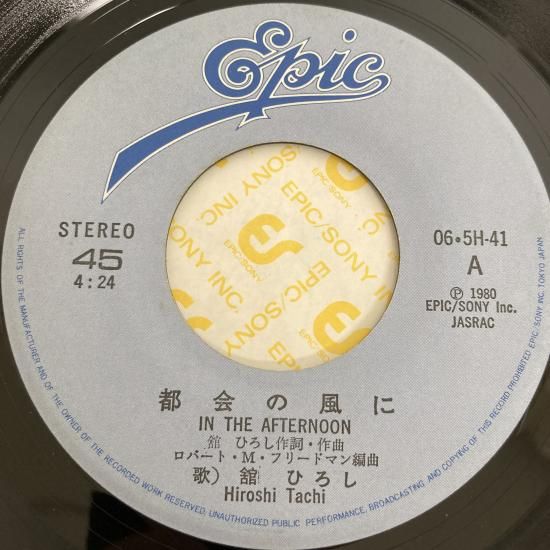 Epic
STEREO
45
4:24
06・5H-41
A
Ⓟ 1980
EPIC/SONY Inc.
JASRAC
EPIC/SONY INC.
EPIC/SONY
都会の風に
IN THE AFTERNOON
舘 ひろし作詞・作曲
ロバート・M・フリードマン編曲
歌) 舘 ひろし
Hiroshi Tachi
ALL RIGHTS OF THE MANUFACTURER AND OF THE OWNER OF THE RECORDED WORK RESERVED, UNAUTHORIZED PUBLIC PERFORMANCE, BROADCASTING AND COPYING OF THIS RECORD PROHIBITED EPIC/SONY INC. TOKYO JAPAN